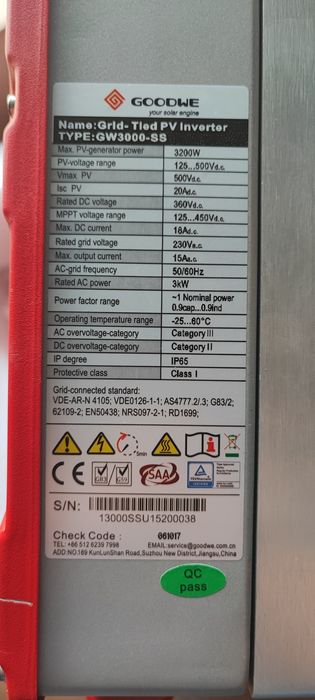 GOODWE
your solar engine
Name:Grid-Tied PV Inverter
TYPE:GW3000-SS
Max. PV-generator power 3200W
PV-voltage range 125...500Vd.c.
Vmax PV 500Vd.c.
Isc PV 20Ad.c.
Rated DC voltage 360Vd.c.
MPPT voltage range 125...450Vd.c.
Max. DC current 18Ad.c.
Rated grid voltage 230Va.c.
Max. output current 15Aa.c.
AC-grid frequency 50/60Hz
Rated AC power 3kW
Power factor range ~1 Nominal power
0.9cap...0.9ind
Operating temperature range -25...60°C
AC overvoltage-category Category III
DC overvoltage-category Category II
IP degree IP65
Protective class Class I
Grid-connected standard:
VDE-AR-N 4105; VDE0126-1-1; AS4777.2/.3; G83/2;
62109-2; EN50438; NRS097-2-1; RD1699;
5min
CE G83 G59 SAA
S/N:
13000SSU15200038
Check Code : 061017
TEL: +86 512 6239 7998 EMAIL:service@goodwe.com.cn
ADD:NO.189 KunLunShan Road,Suzhou New District,Jiangsu,China
QC
pass